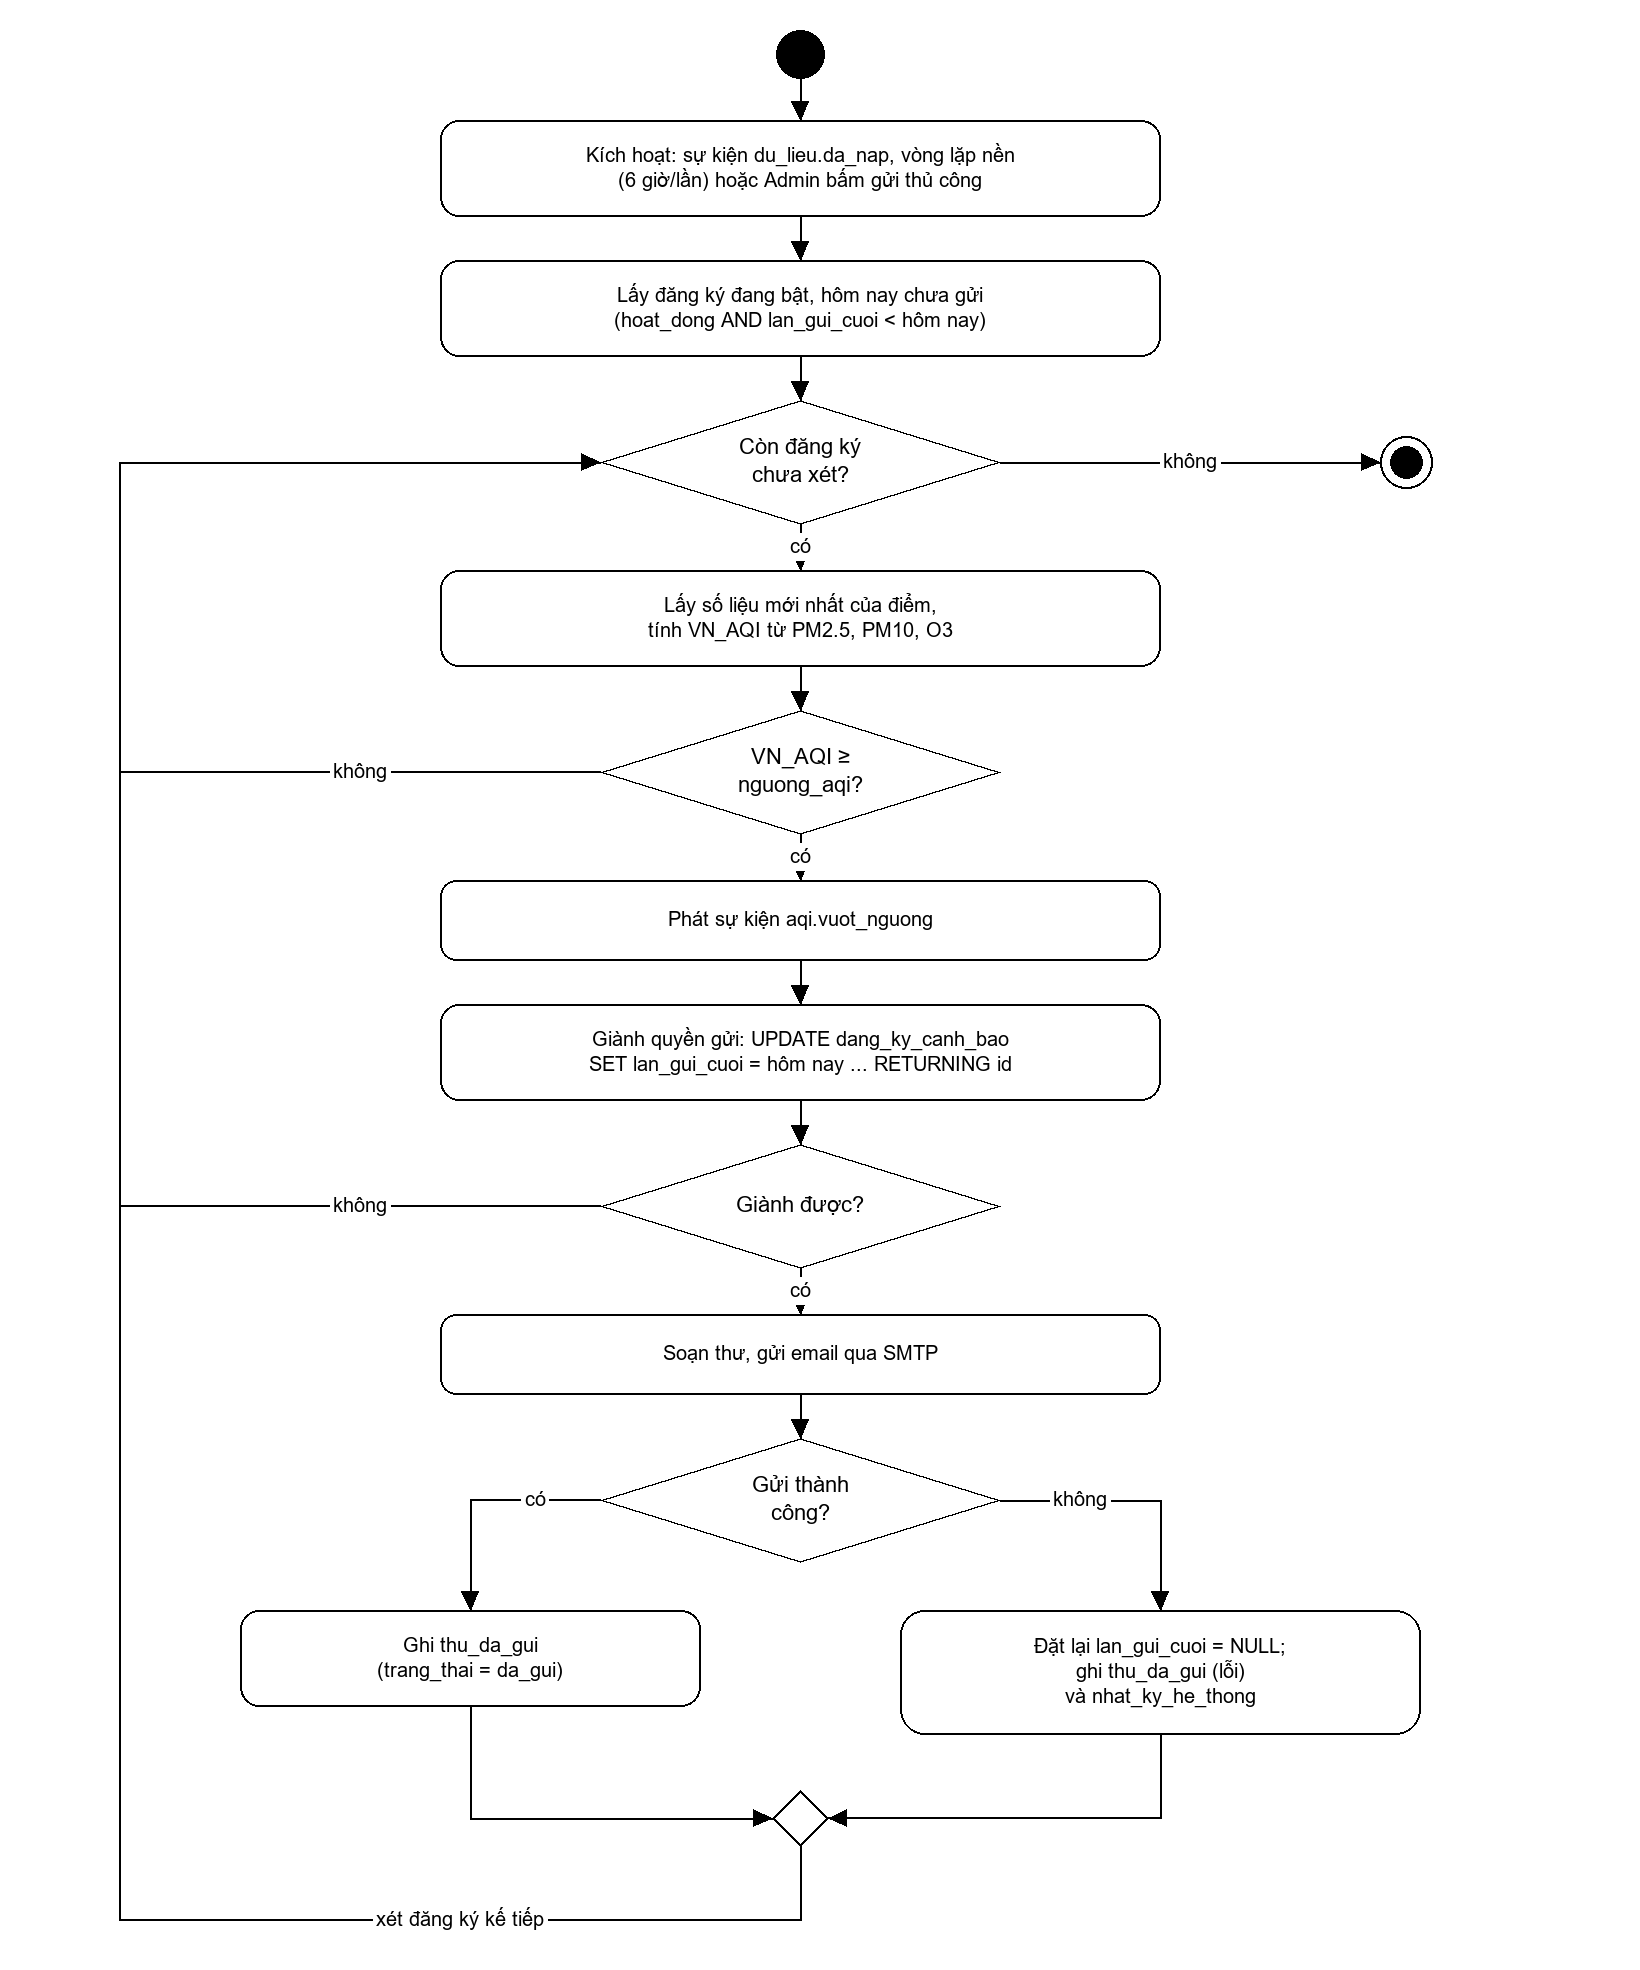 Kích hoạt: sự kiện du_lieu.da_nap, vòng lặp nền
(6 giờ/lần) hoặc Admin bấm gửi thủ công
Lấy đăng ký đang bật, hôm nay chưa gửi
(hoat_dong AND lan_gui_cuoi < hôm nay)
Còn đăng ký
chưa xét?
không
có
Lấy số liệu mới nhất của điểm,
tính VN_AQI từ PM2.5, PM10, O3
VN_AQI ≥
nguong_aqi?
không
có
Phát sự kiện aqi.vuot_nguong
Giành quyền gửi: UPDATE dang_ky_canh_bao
SET lan_gui_cuoi = hôm nay ... RETURNING id
Giành được?
không
có
Soạn thư, gửi email qua SMTP
Gửi thành
công?
có
không
Ghi thu_da_gui
(trang_thai = da_gui)
Đặt lại lan_gui_cuoi = NULL;
ghi thu_da_gui (lỗi)
và nhat_ky_he_thong
xét đăng ký kế tiếp